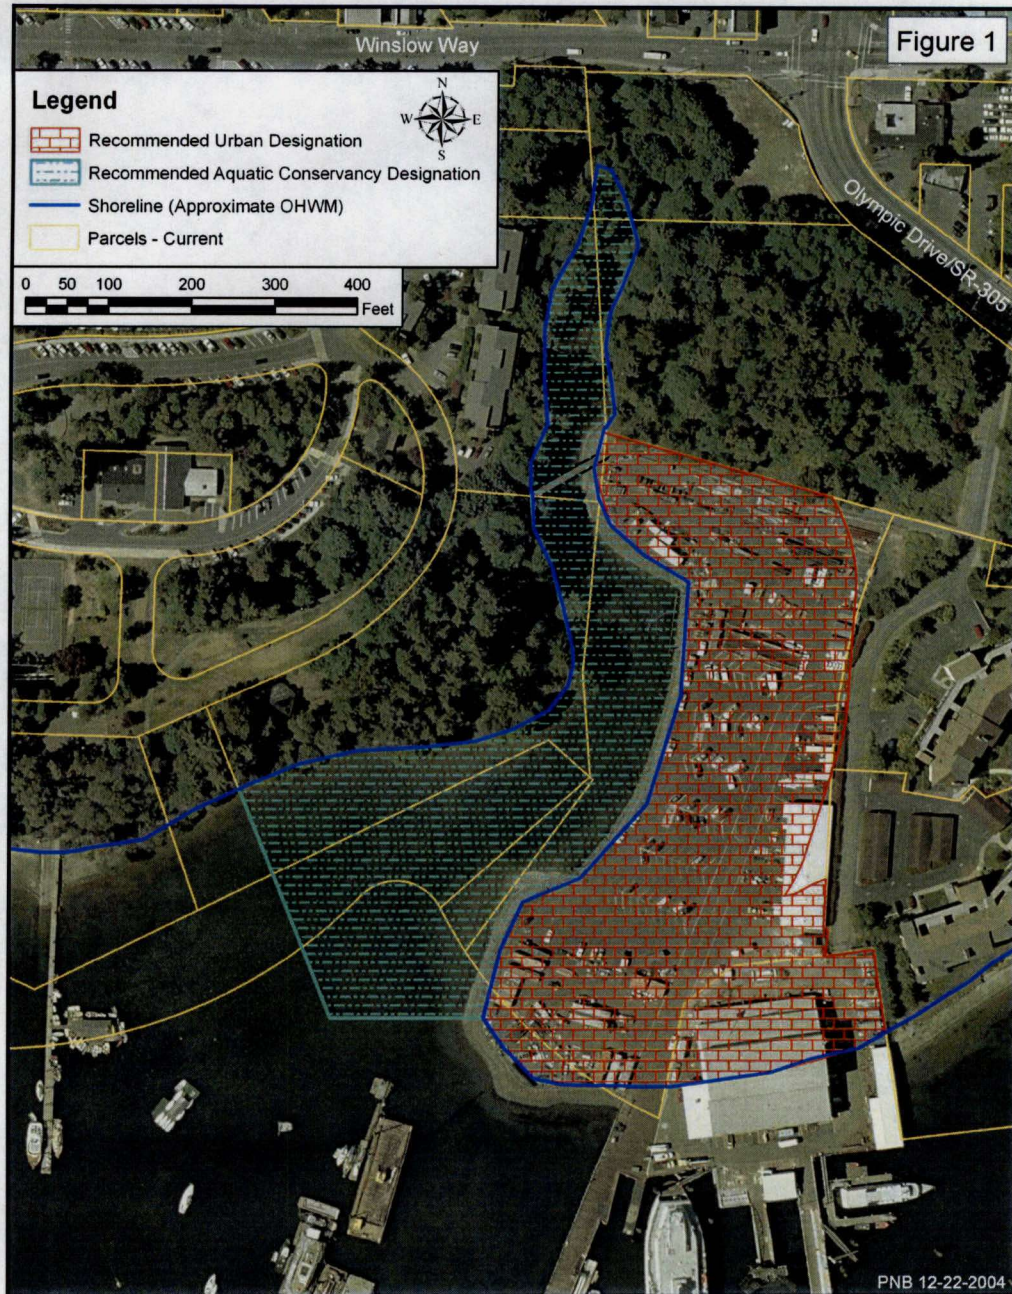 Winslow Way
Figure 1
Legend
N
W E
S
Recommended Urban Designation
Recommended Aquatic Conservancy Designation
Shoreline (Approximate OHWM)
Parcels - Current
0 50 100 200 300 400
Feet
Olympic Drive/SR-305
PNB 12-22-2004